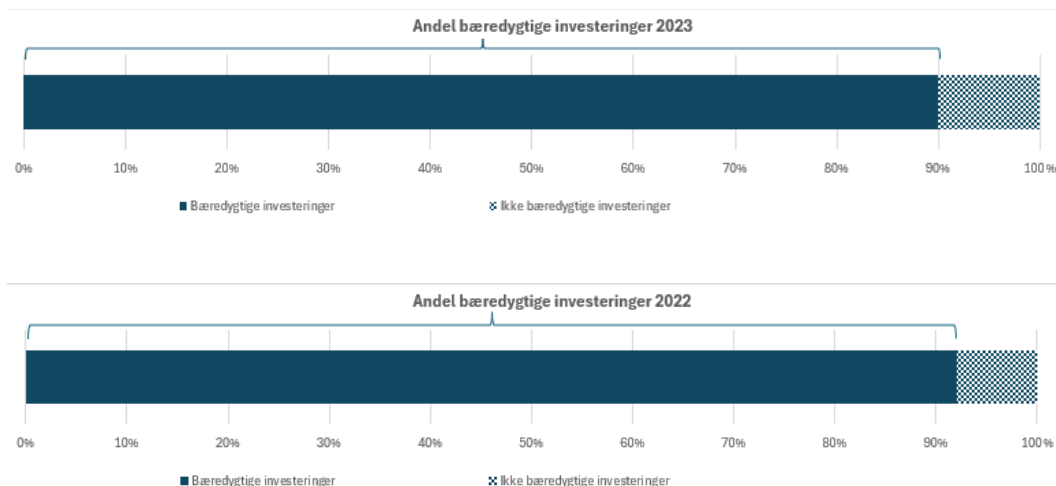 Andel bæredygtige investeringer 2023
0% 10% 20% 30% 40% 50% 60% 70% 80% 90% 100%
Bæredygtige investeringer Ikke bæredygtige investeringer
Andel bæredygtige investeringer 2022
0% 10% 20% 30% 40% 50% 60% 70% 80% 90% 100%
Bæredygtige investeringer Ikke bæredygtige investeringer